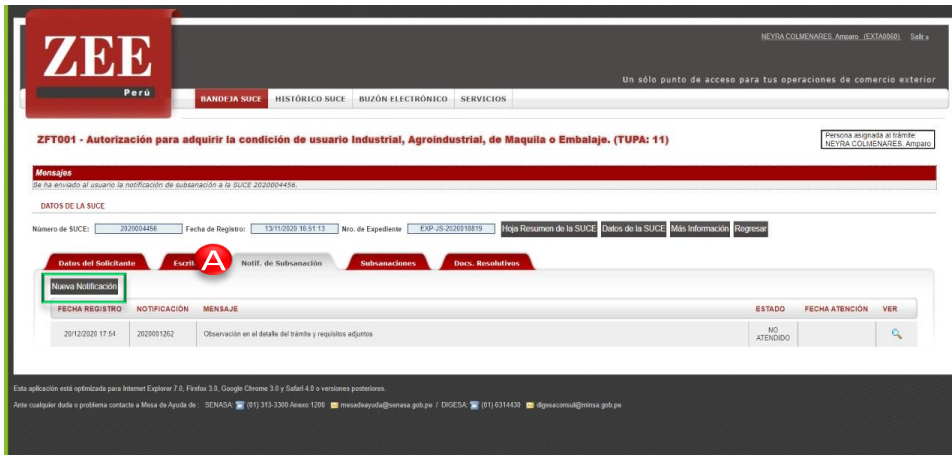 NEYRA COLMENARES, Amparo (EXTA0060) Salir »
ZEE
Perú
Un sólo punto de acceso para tus operaciones de comercio exterior
BANDEJA SUCE HISTÓRICO SUCE BUZÓN ELECTRÓNICO SERVICIOS
ZFT001 - Autorización para adquirir la condición de usuario Industrial, Agroindustrial, de Maquila o Embalaje. (TUPA: 11)
Persona asignada al trámite:
NEYRA COLMENARES, Amparo
Mensajes
Se ha enviado al usuario la notificación de subsanación a la SUCE 2020004456.
DATOS DE LA SUCE
Número de SUCE: 2020004456 Fecha de Registro: 13/11/2020 16:51:13 Nro. de Expediente EXP-JS-2020018819 Hoja Resumen de la SUCE Datos de la SUCE Más Información Regresar
Datos del Solicitante Escrit A Notif. de Subsanación Subsanaciones Docs. Resolutivos
Nueva Notificación
FECHA REGISTRO NOTIFICACIÓN MENSAJE ESTADO FECHA ATENCIÓN VER
20/12/2020 17:54 2020001262 Observación en el detalle del trámite y requisitos adjuntos NO ATENDIDO
Esta aplicación está optimizada para Internet Explorer 7.0, Firefox 3.0, Google Chrome 3.0 y Safari 4.0 o versiones posteriores.
Ante cualquier duda o problema contacte a Mesa de Ayuda de : SENASA: (01) 313-3300 Anexo 1200 mesadeayuda@senasa.gob.pe / DIGESA: (01) 6314430 digesaconsul@minsa.gob.pe